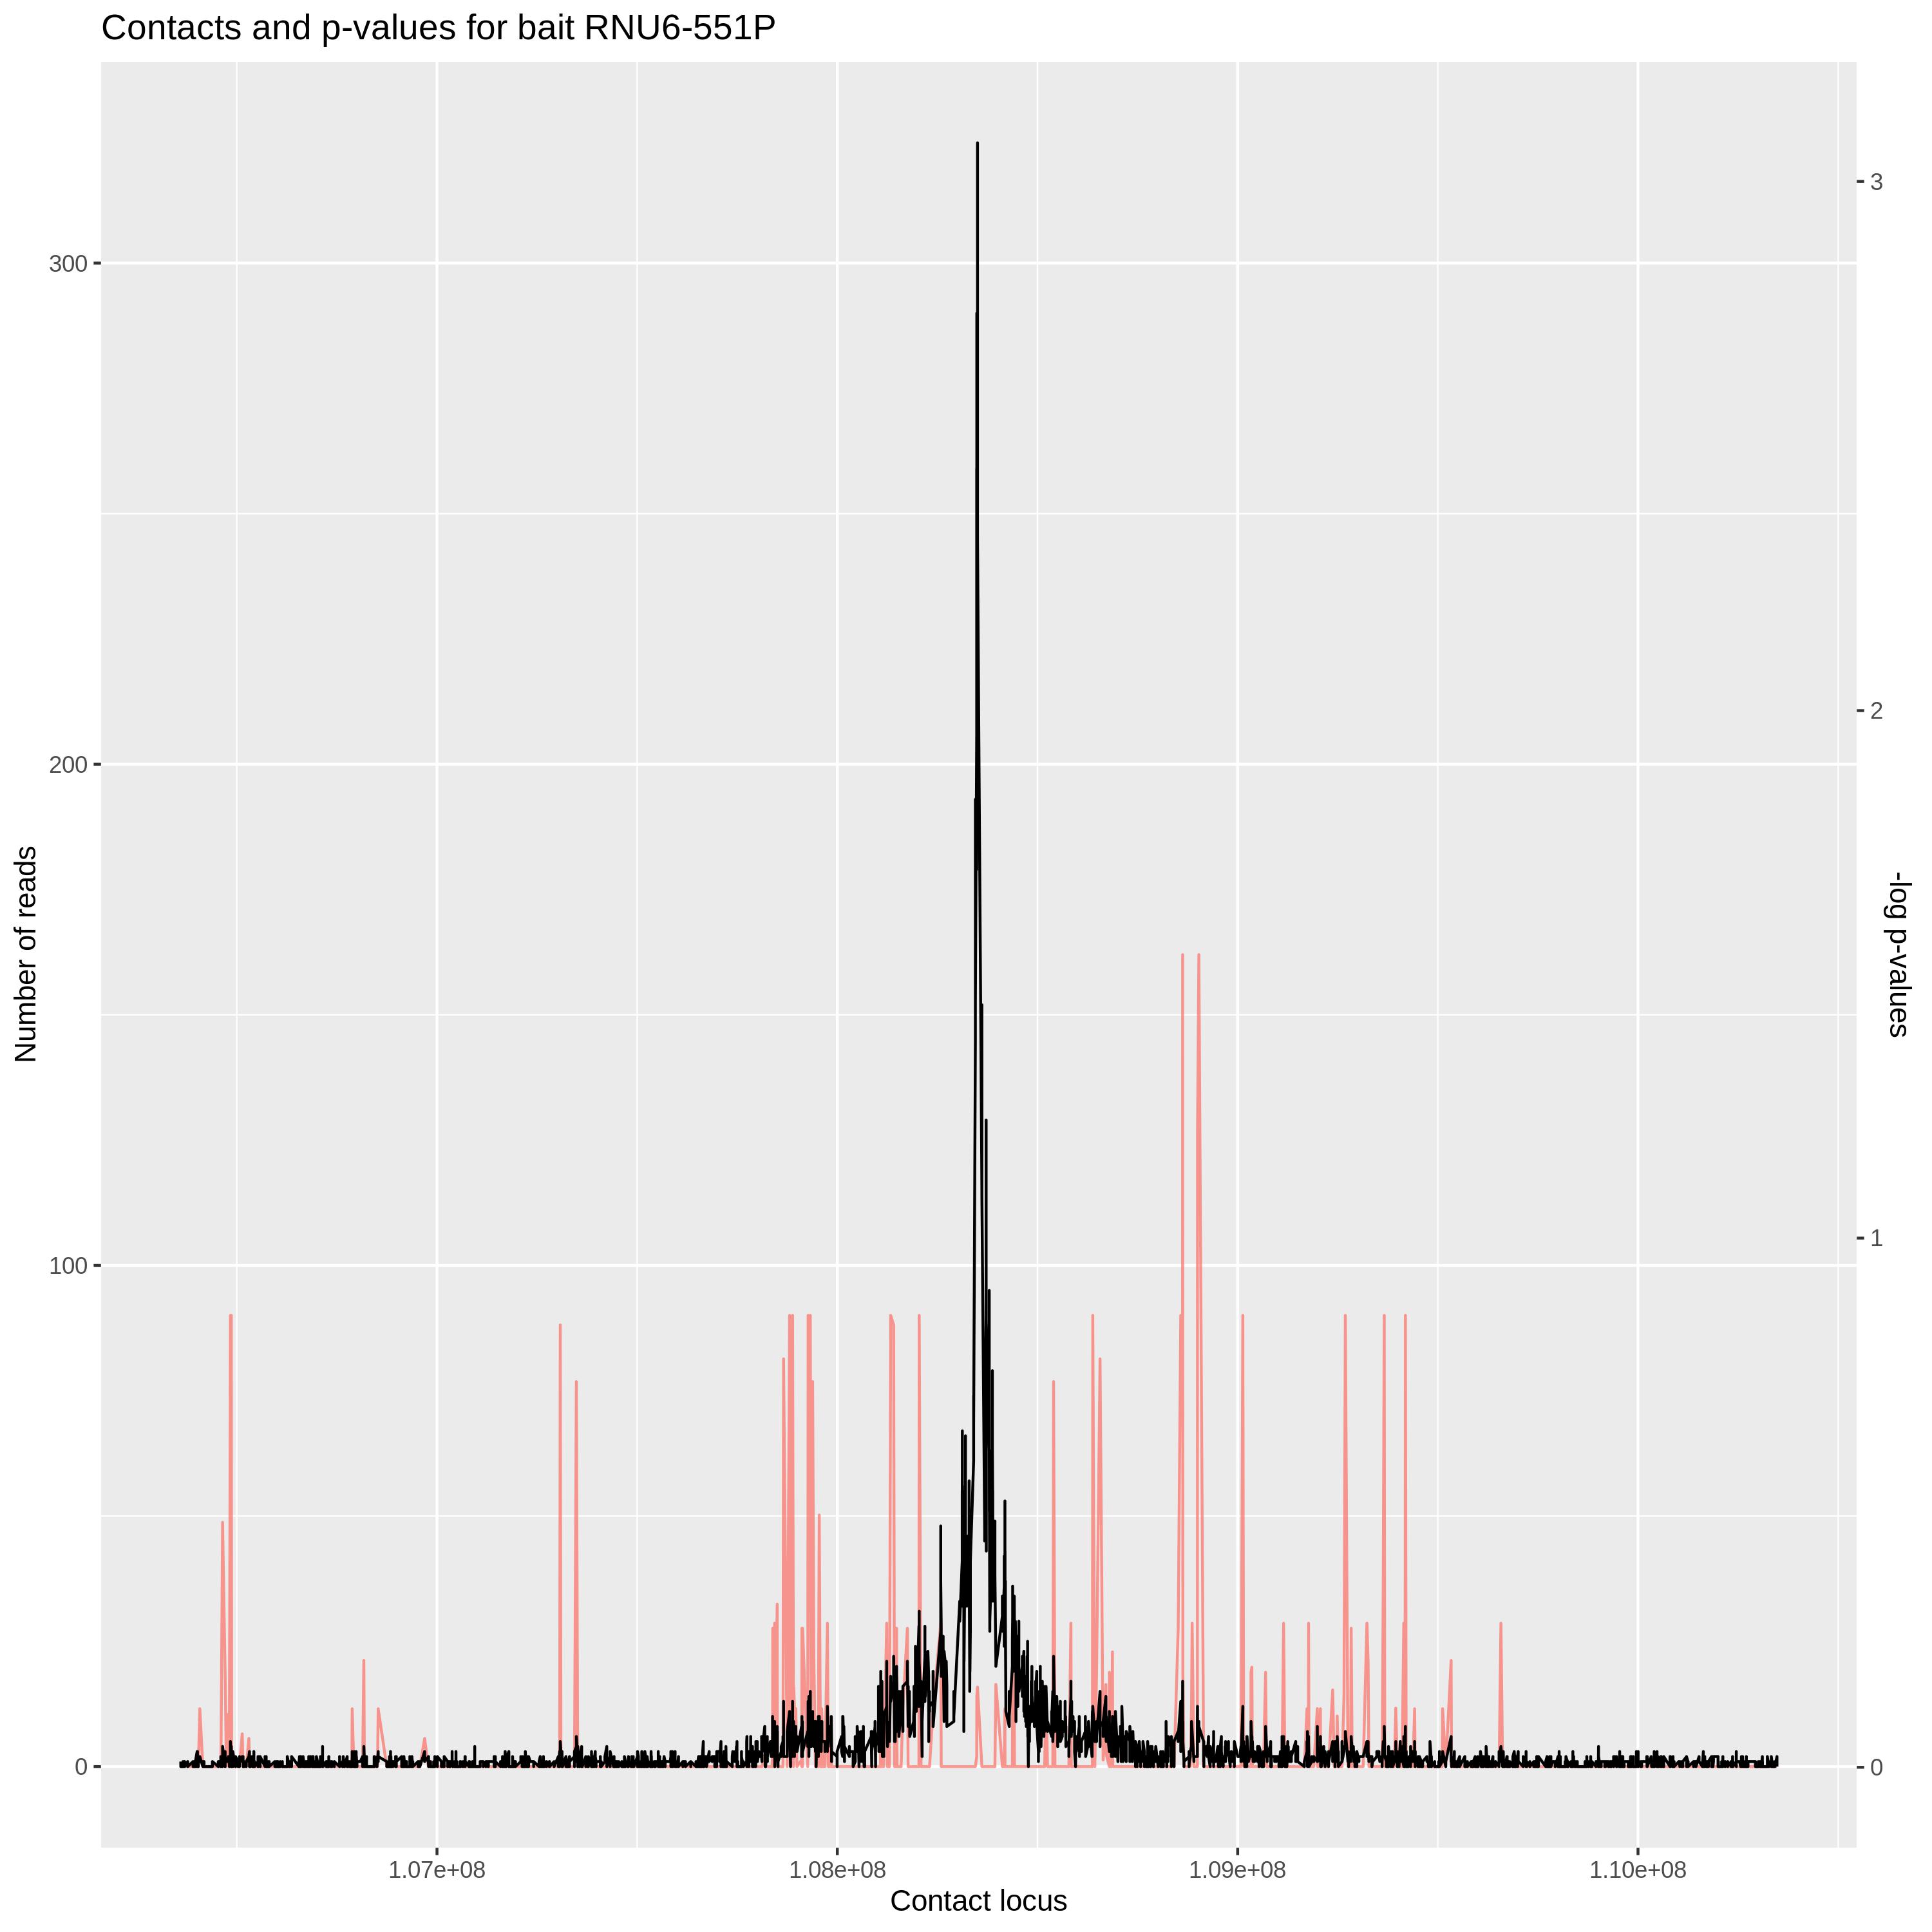 Contacts and p-values for bait RNU6-551P
300
200
100
0
3
2
1
0
Number of reads
-log p-values
1.07e+08
1.08e+08
1.09e+08
1.10e+08
Contact locus